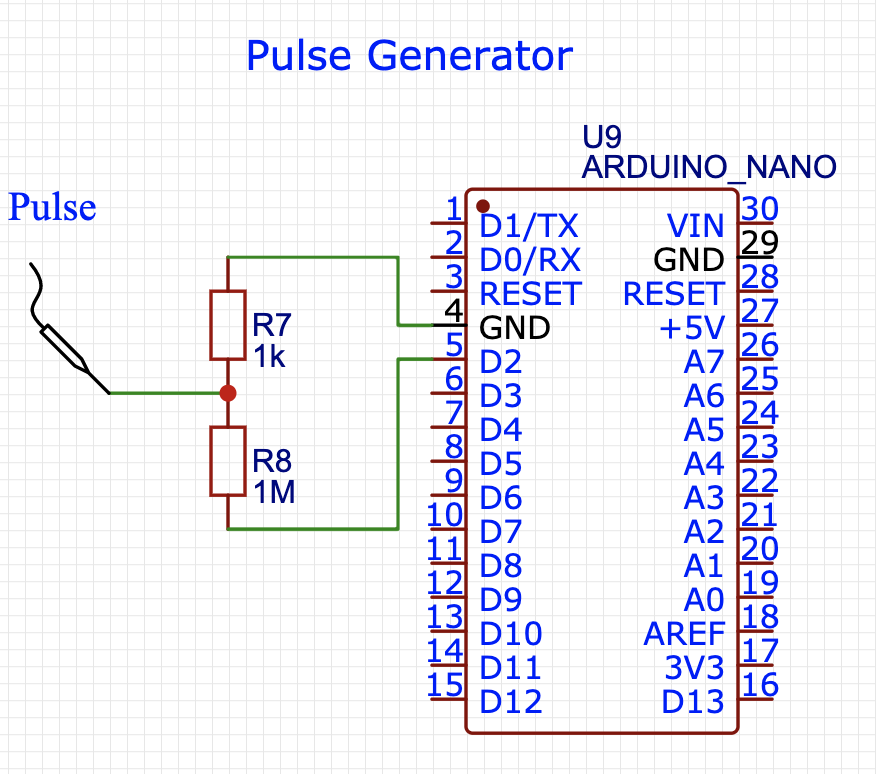 Pulse Generator
U9
ARDUINO_NANO
Pulse
R7
1k
R8
1M
1 D1/TX VIN 30
2 D0/RX GND 29
3 RESET RESET 28
4 GND +5V 27
5 D2 A7 26
6 D3 A6 25
7 D4 A5 24
8 D5 A4 23
9 D6 A3 22
10 D7 A2 21
11 D8 A1 20
12 D9 A0 19
13 D10 AREF 18
14 D11 3V3 17
15 D12 D13 16